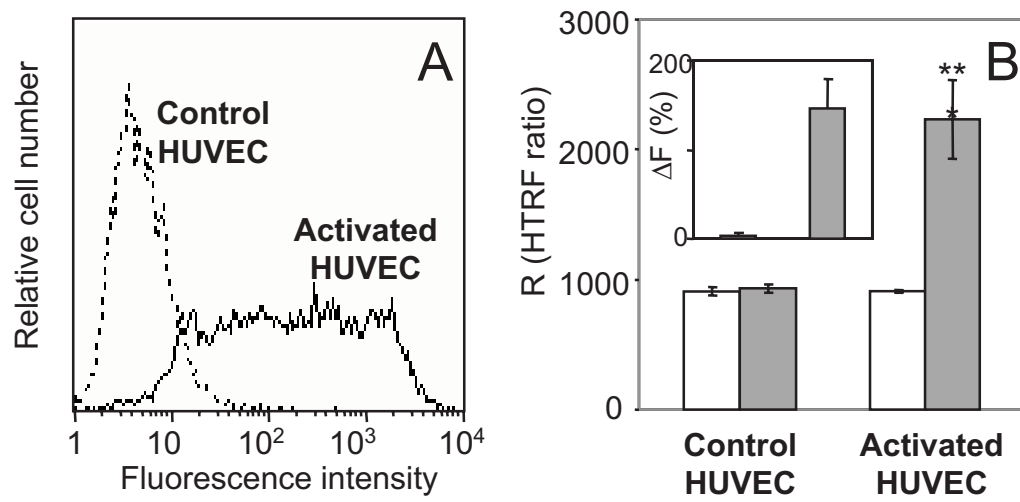 A
Relative cell number
Control
HUVEC
Activated
HUVEC
1
10
10²
10³
10⁴
Fluorescence intensity
B
R (HTRF ratio)
3000
2000
1000
0
ΔF (%)
200
0
**
*
Control
HUVEC
Activated
HUVEC